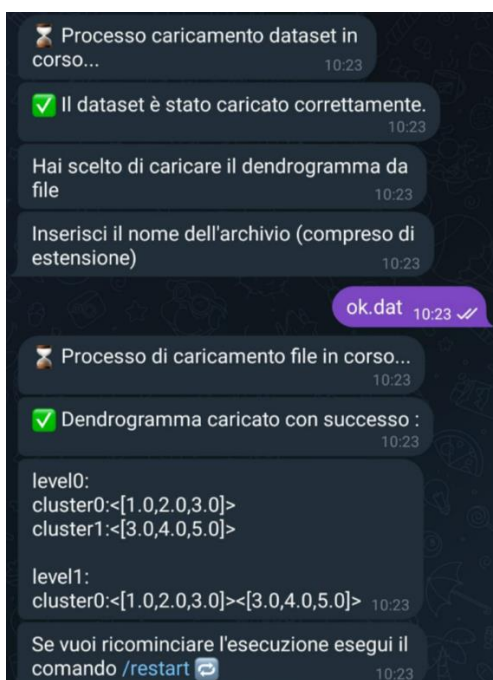 ⌛ Processo caricamento dataset in
corso...
10:23
✅ Il dataset è stato caricato correttamente.
10:23
Hai scelto di caricare il dendrogramma da
file
10:23
Inserisci il nome dell'archivio (compreso di
estensione)
10:23
ok.dat 10:23
⌛ Processo di caricamento file in corso...
10:23
✅ Dendrogramma caricato con successo :
10:23
level0:
cluster0:<[1.0,2.0,3.0]>
cluster1:<[3.0,4.0,5.0]>
level1:
cluster0:<[1.0,2.0,3.0]><[3.0,4.0,5.0]> 10:23
Se vuoi ricominciare l'esecuzione esegui il
comando /restart 🔁
10:23